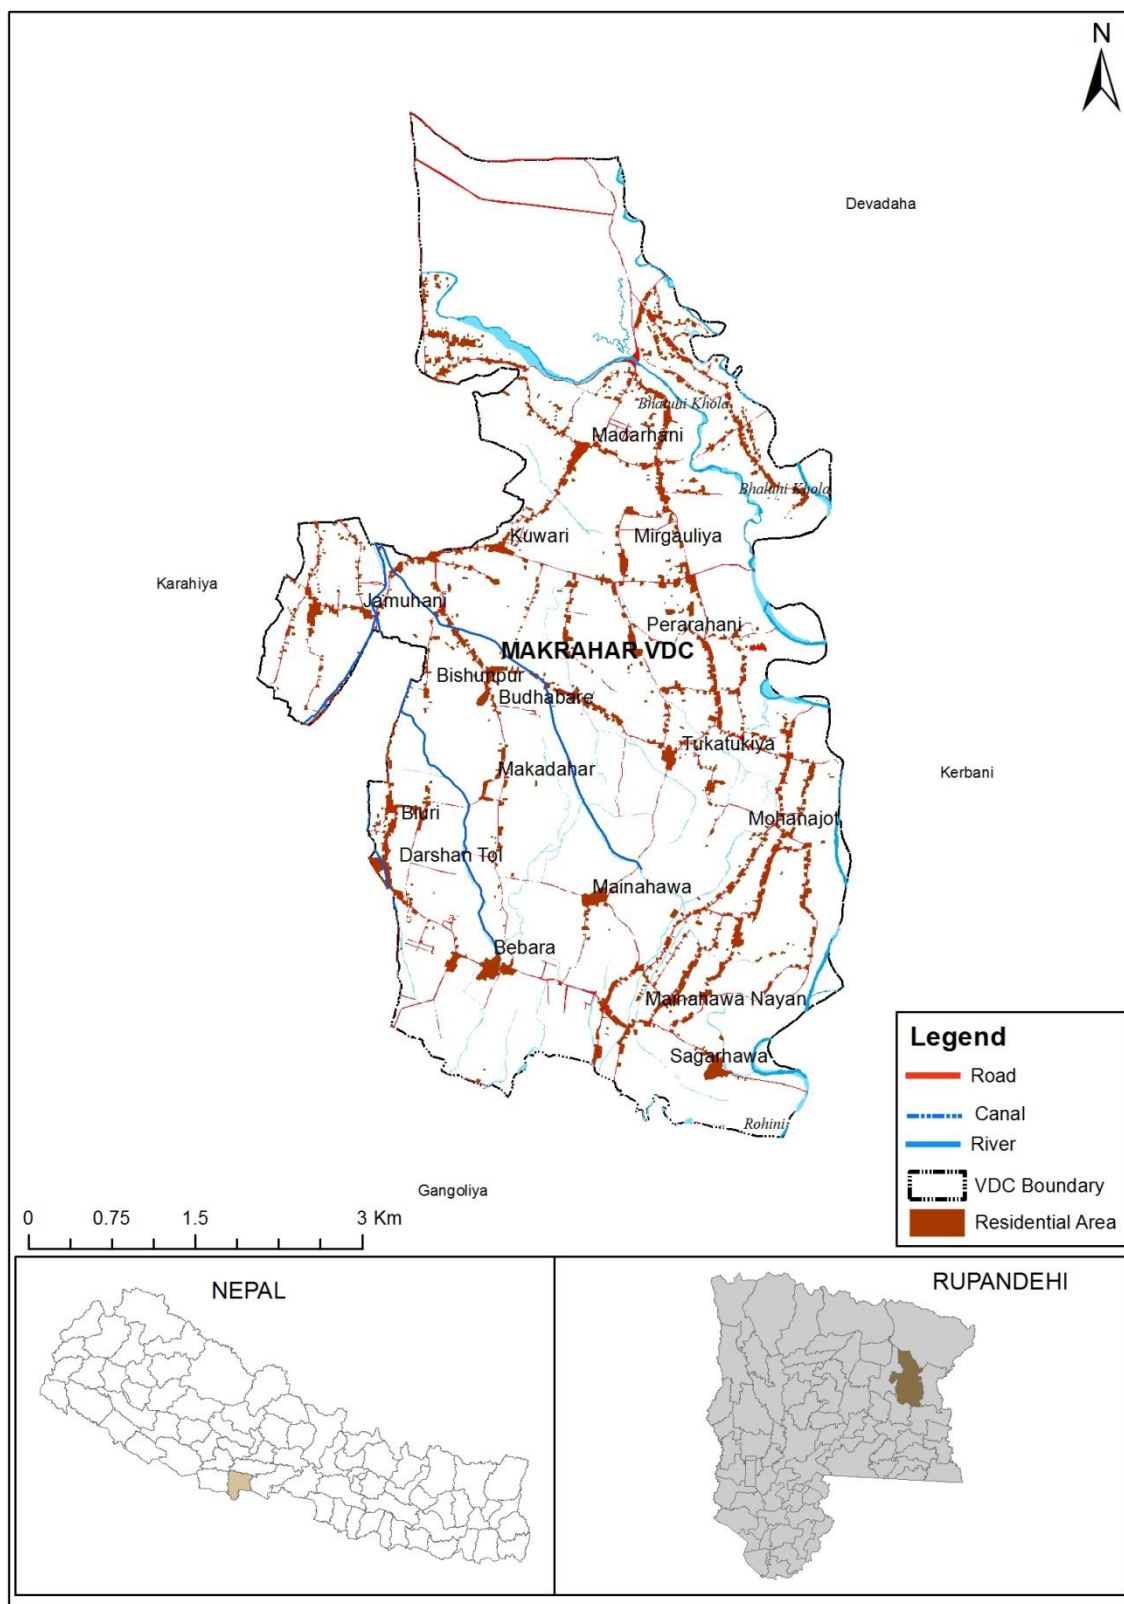 N
Devadaha
Bhaluhi Khola
Madarhani
Bhaluhi Khola
Kuwari
Mirgauliya
Karahiya
Jamuhani
Perarahani
MAKRAHAR VDC
Bishunpur
Budhabare
Tukatukiya
Makadahar
Kerbani
Bluri
Mohanajot
Darshan Tol
Mainahawa
Bebara
Mainahawa Nayan
Sagarhawa
Rohini
Gangoliya
Legend
Road
Canal
River
VDC Boundary
Residential Area
0 0.75 1.5 3 Km
NEPAL
RUPANDEHI